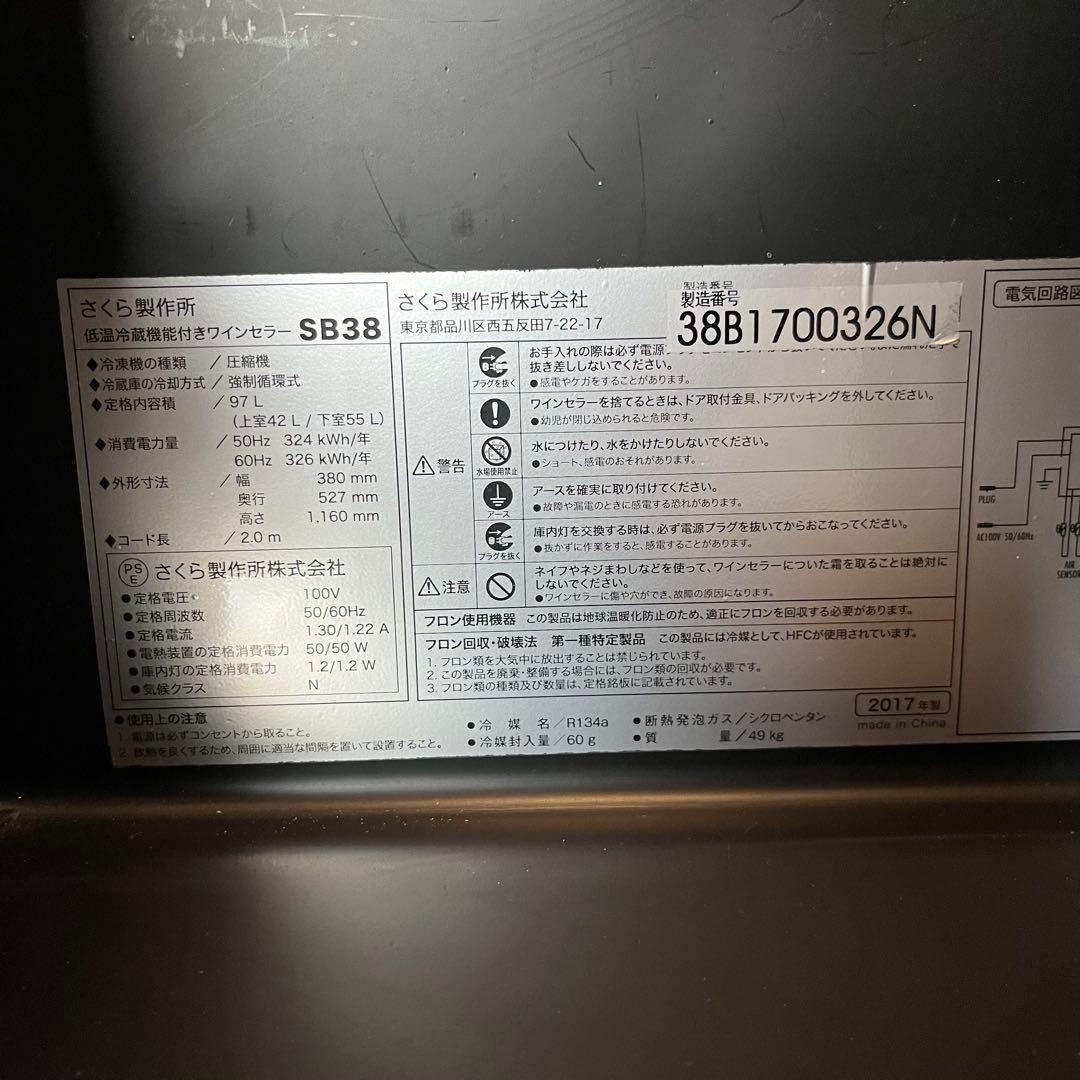 さくら製作所
低温冷蔵機能付きワインセラー SB38
◆冷凍機の種類 / 圧縮機
◆冷蔵庫の冷却方式 / 強制循環式
◆定格内容積 / 97 L
(上室42 L / 下室55 L)
◆消費電力量 / 50Hz 324 kWh/年
60Hz 326 kWh/年
◆外形寸法 / 幅 380 mm
奥行 527 mm
高さ 1,160 mm
◆コード長 / 2.0 m
PSE さくら製作所株式会社
●定格電圧 100V
●定格周波数 50/60Hz
●定格電流 1.30/1.22 A
●電熱装置の定格消費電力 50/50 W
●庫内灯の定格消費電力 1.2/1.2 W
●気候クラス N
●使用上の注意
1. 電源は必ずコンセントから取ること。
2. 放熱を良くするため、周囲に適当な間隔を置いて設置すること。
さくら製作所株式会社
東京都品川区西五反田7-22-17
製造番号
製造番号
38B1700326N
警告
プラグを抜く
お手入れの際は必ず電源
抜き差ししないでください。
●感電やケガをすることがあります。
ワインセラーを捨てるときは、ドア取付金具、ドアパッキングを外してください。
●幼児が閉じ込められると危険です。
水場使用禁止
水につけたり、水をかけたりしないでください。
●ショート、感電のおそれがあります。
アース
アースを確実に取り付けてください。
●故障や漏電のときに感電する恐れがあります。
プラグを抜く
庫内灯を交換する時は、必ず電源プラグを抜いてからおこなってください。
●抜かずに作業をすると、感電することがあります。
注意
ネイフやネジまわしなどを使って、ワインセラーについた霜を取ることは絶対に
しないでください。
●ワインセラーに傷や穴ができ、故障の原因になります。
フロン使用機器 この製品は地球温暖化防止のため、適正にフロンを回収する必要があります。
フロン回収・破壊法 第一種特定製品 この製品には冷媒として、HFCが使用されています。
1. フロン類を大気中に放出することは禁じられています。
2. この製品を廃棄・整備する場合には、フロン類の回収が必要です。
3. フロン類の種類及び数量は、定格銘板に記載されています。
●冷媒名/R134a ●断熱発泡ガス/シクロペンタン
●冷媒封入量/60 g ●質量/49 kg
2017年製
made in China
電気回路図
PLUG
AC100V 50/60Hz
AIR
SENSOR